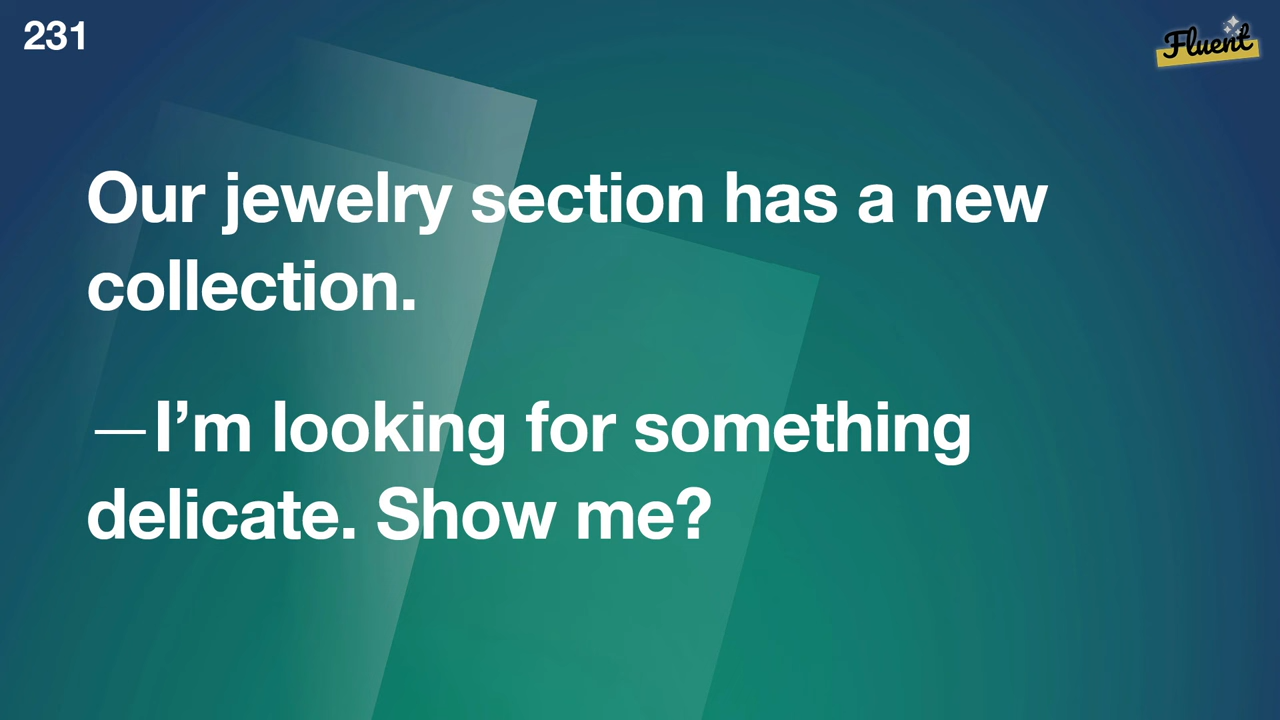 231
Fluent
Our jewelry section has a new
collection.
—I’m looking for something
delicate. Show me?